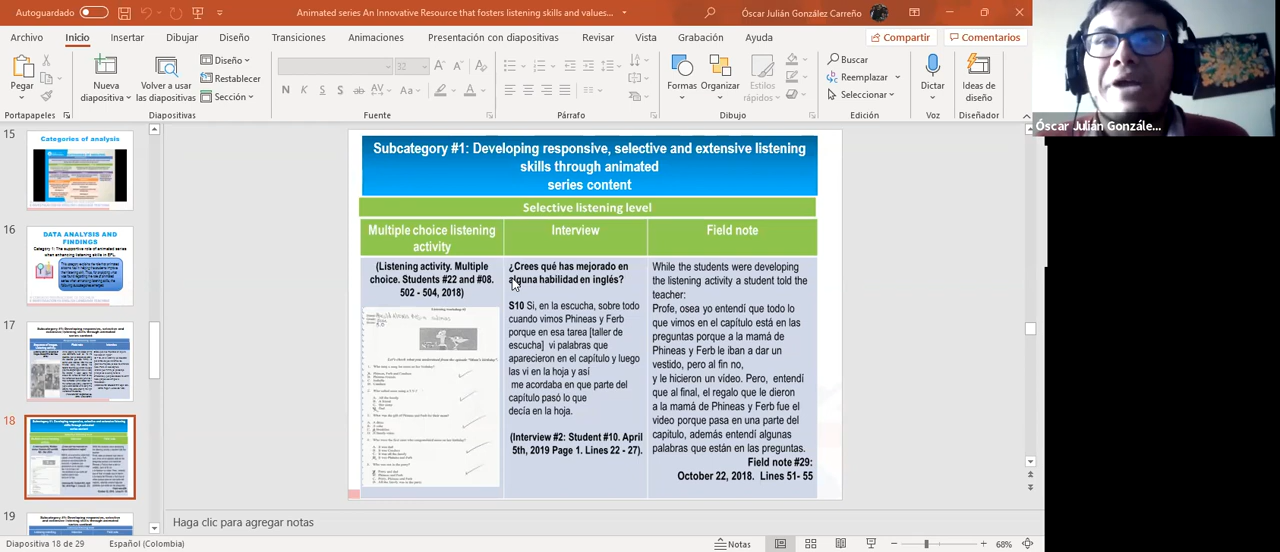 Autoguardado
Animated series An Innovative Resource that fosters listening skills and values...
Óscar Julián González Carreño
Archivo Inicio Insertar Dibujar Diseño Transiciones Animaciones Presentación con diapositivas Revisar Vista Grabación Ayuda Compartir Comentarios
Pegar
Nueva diapositiva
Volver a usar las diapositivas
Diseño
Restablecer
Sección
32
N K S
Formas
Organizar
Estilos rápidos
Buscar
Reemplazar
Seleccionar
Dictar
Ideas de diseño
Portapapeles Diapositivas Fuente Párrafo Dibujo Edición Voz Diseñador
Óscar Julián Gonzále...
15
Categories of analysis
16
DATA ANALYSIS AND
FINDINGS
17
18
19
Subcategory #1: Developing responsive, selective and extensive listening
skills through animated
series content
Selective listening level
Multiple choice listening
activity
Interview
Field note
(Listening activity. Multiple
choice. Students #22 and #08.
502 - 504, 2018)
¿Crees qué has mejorado en
alguna habilidad en inglés?
S10 Si, en la escucha, sobre todo
cuando vimos Phineas y Ferb
porque en esa tarea [taller de
escucha] vi palabras que
aparecieron en el capítulo y luego
las vi en la hoja y así
me acordaba en que parte del
capítulo pasó lo que
decía en la hoja.
(Interview #2: Student #10. April
4th, 2019 Page 1. Lines 22 - 27).
While the students were developing
the listening activity a student told the
teacher:
Profe, osea yo entendí que todo lo
que vimos en el capítulo está en las
preguntas porque a la mamá de
Phineas y Ferb le iban a dar un
vestido, pero al fin no,
y le hicieron un video. Pero, entendí
que al final, el regalo que le dieron
a la mamá de Phineas y Ferb fue el
video porque pasa en una parte del
capítulo, además entendí algunas
palabras que están en las preguntas.
Field note #29:
October 22, 2018. Lines 51- 55
Haga clic para agregar notas
Diapositiva 18 de 29
Español (Colombia)
Notas
68%